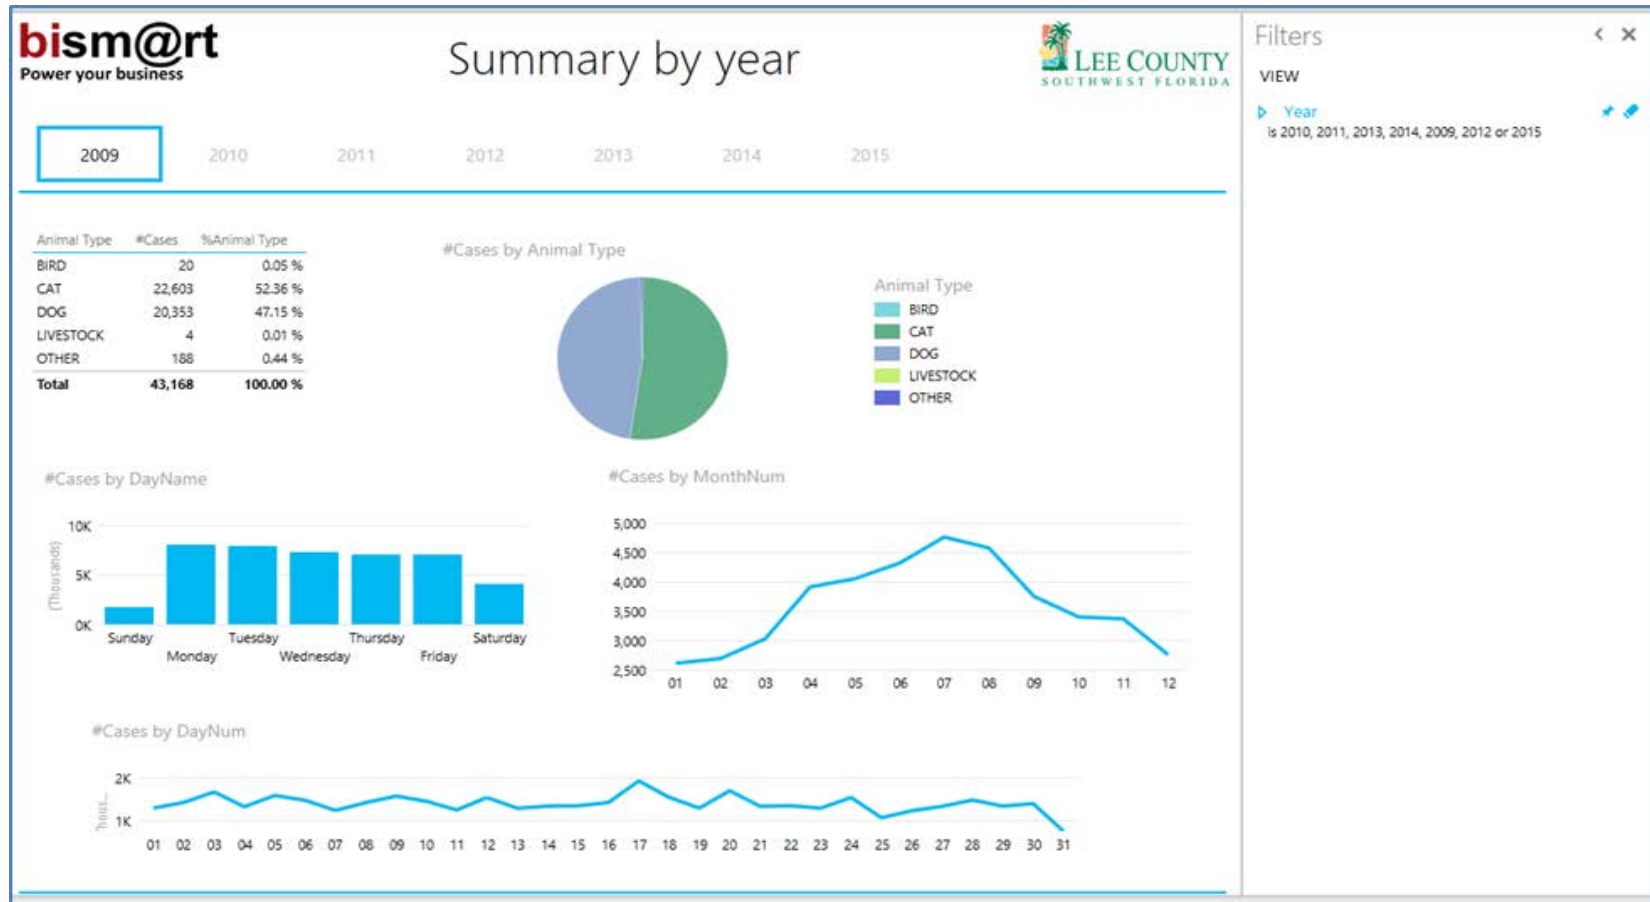 bism@rt
Power your business
Summary by year
LEE COUNTY
SOUTHWEST FLORIDA
Filters
VIEW
Year
is 2010, 2011, 2013, 2014, 2009, 2012 or 2015
2009 2010 2011 2012 2013 2014 2015
Animal Type #Cases %Animal Type
BIRD 20 0.05 %
CAT 22,603 52.36 %
DOG 20,353 47.15 %
LIVESTOCK 4 0.01 %
OTHER 188 0.44 %
Total 43,168 100.00 %
#Cases by Animal Type
Animal Type
BIRD
CAT
DOG
LIVESTOCK
OTHER
#Cases by DayName
(Thousands)
10K
5K
0K
Sunday Tuesday Thursday Saturday
Monday Wednesday Friday
#Cases by MonthNum
5,000
4,500
4,000
3,500
3,000
2,500
01 02 03 04 05 06 07 08 09 10 11 12
#Cases by DayNum
2K
1K
01 02 03 04 05 06 07 08 09 10 11 12 13 14 15 16 17 18 19 20 21 22 23 24 25 26 27 28 29 30 31